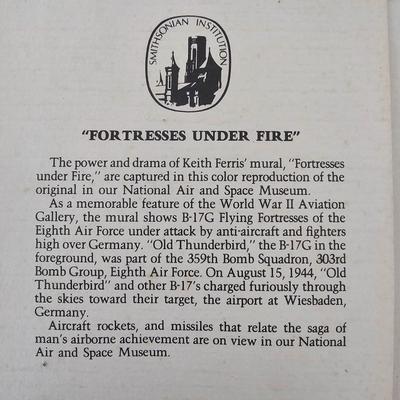 SMITHSONIAN INSTITUTION
"FORTRESSES UNDER FIRE"
The power and drama of Keith Ferris' mural, "Fortresses
under Fire," are captured in this color reproduction of the
original in our National Air and Space Museum.
As a memorable feature of the World War II Aviation
Gallery, the mural shows B-17G Flying Fortresses of the
Eighth Air Force under attack by anti-aircraft and fighters
high over Germany. "Old Thunderbird," the B-17G in the
foreground, was part of the 359th Bomb Squadron, 303rd
Bomb Group, Eighth Air Force. On August 15, 1944, "Old
Thunderbird" and other B-17's charged furiously through
the skies toward their target, the airport at Wiesbaden,
Germany.
Aircraft rockets, and missiles that relate the saga of
man's airborne achievement are on view in our National
Air and Space Museum.